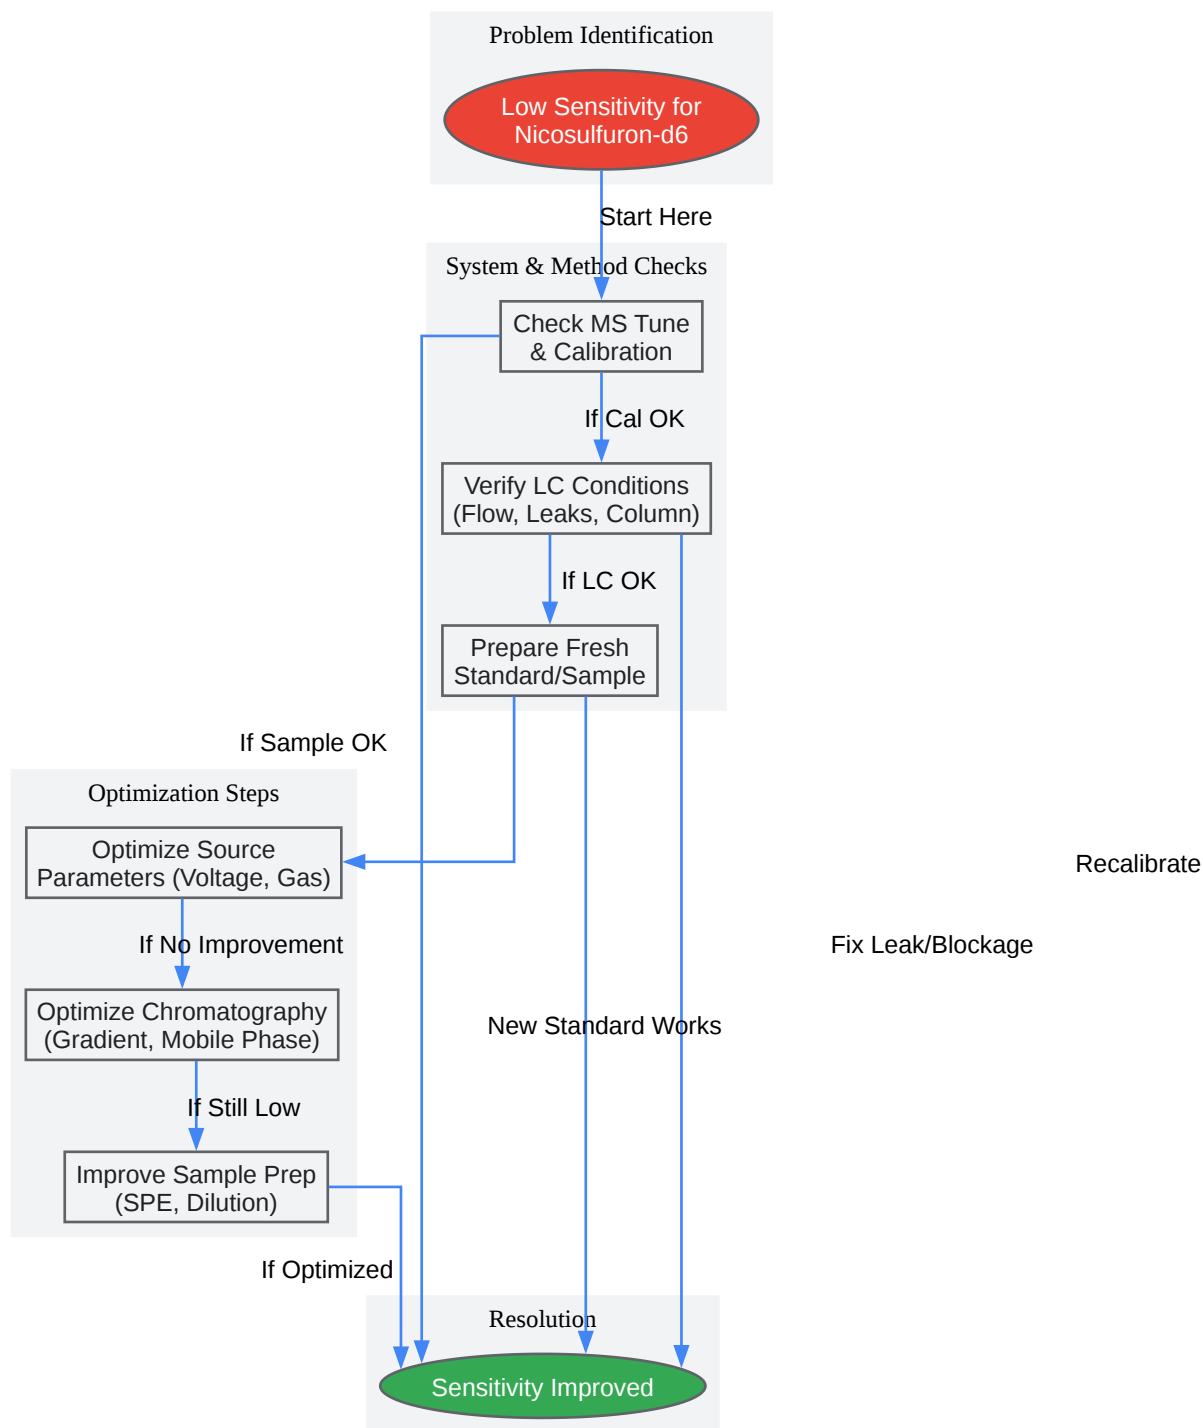 Problem Identification
Low Sensitivity for
Nicosulfuron-d6
Start Here
System & Method Checks
Check MS Tune
& Calibration
If Cal OK
Verify LC Conditions
(Flow, Leaks, Column)
If LC OK
Prepare Fresh
Standard/Sample
If Sample OK
Optimization Steps
Optimize Source
Parameters (Voltage, Gas)
Recalibrate
If No Improvement
Fix Leak/Blockage
Optimize Chromatography
(Gradient, Mobile Phase)
New Standard Works
If Still Low
Improve Sample Prep
(SPE, Dilution)
If Optimized
Resolution
Sensitivity Improved